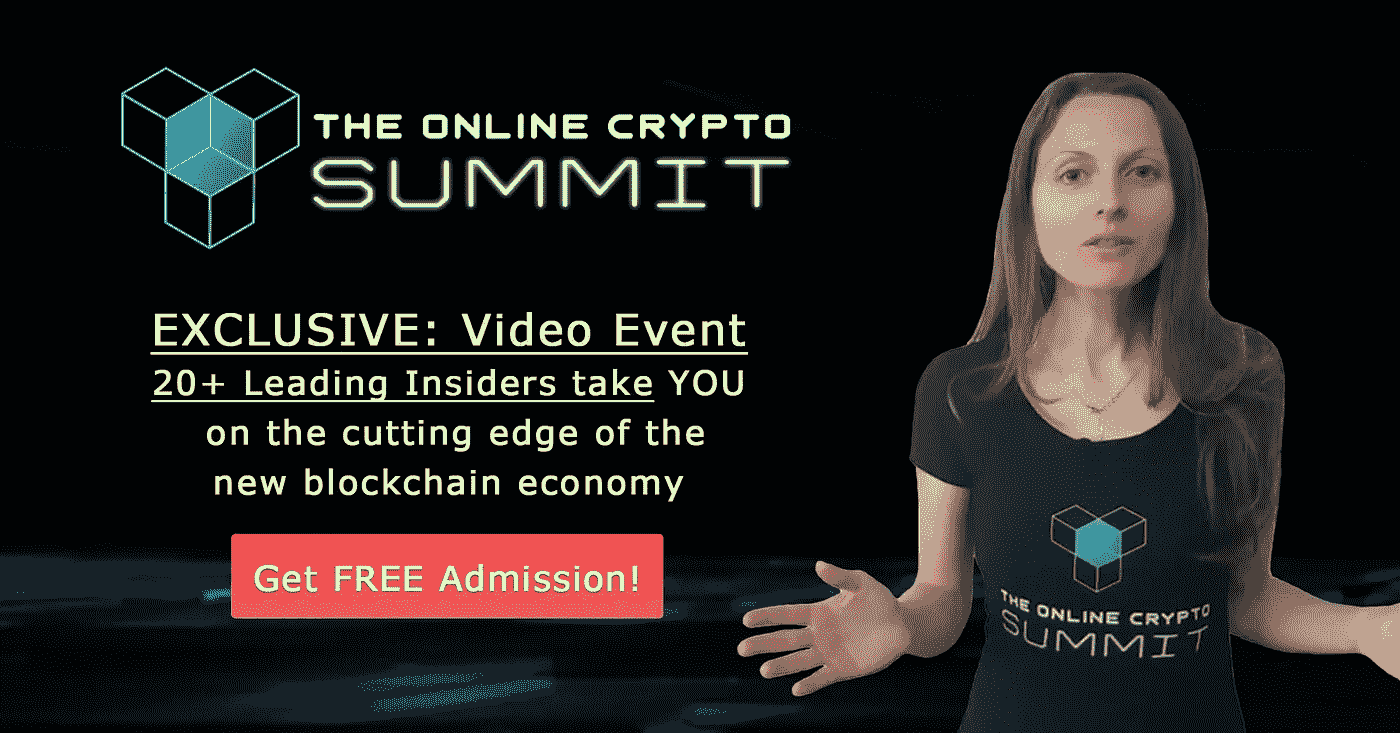 THE ONLINE CRYPTO
SUMMIT
EXCLUSIVE: Video Event
20+ Leading Insiders take YOU
on the cutting edge of the
new blockchain economy
Get FREE Admission!
THE ONLINE CRYPTO
SUMMIT